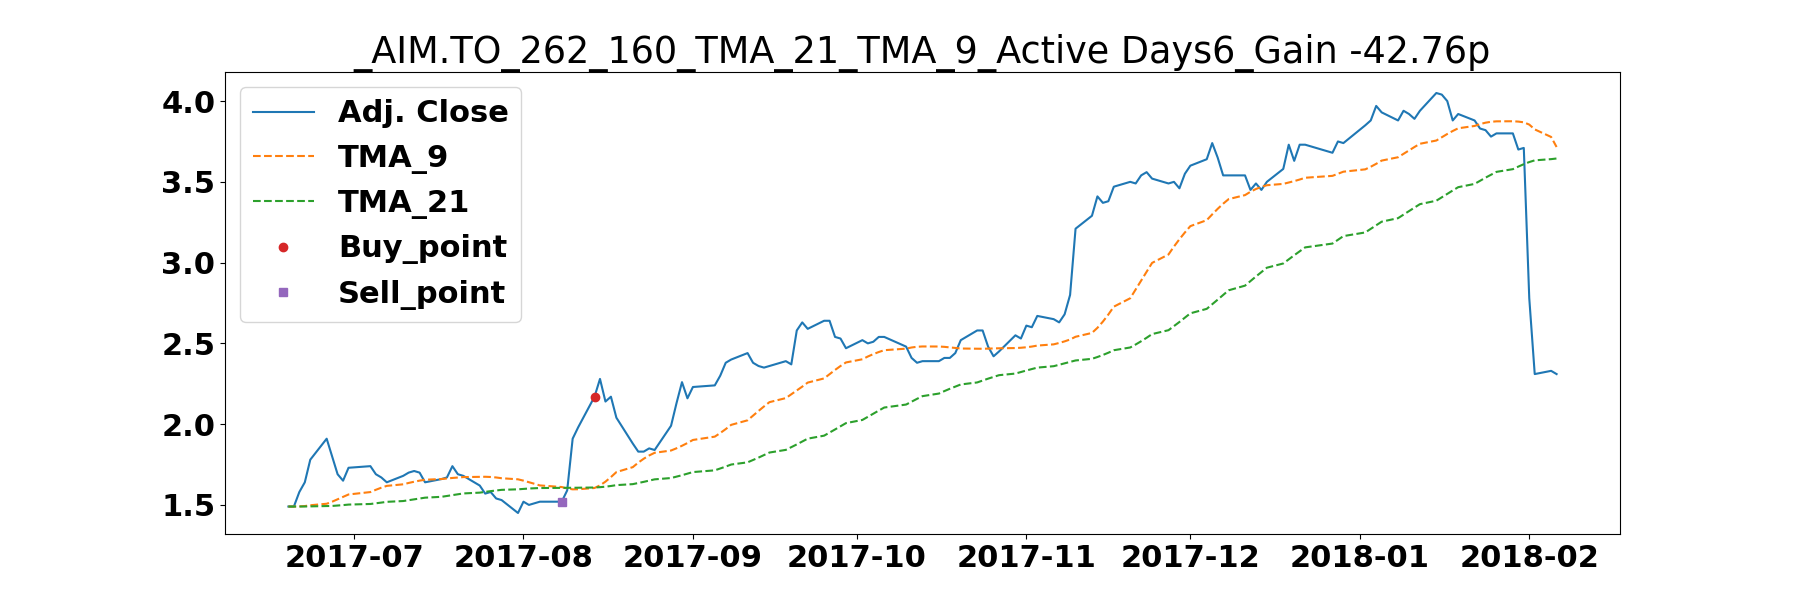 _AIM.TO_262_160_TMA_21_TMA_9_Active Days6_Gain -42.76p
4.0
3.5
3.0
2.5
2.0
1.5
Adj. Close
TMA_9
TMA_21
Buy_point
Sell_point
2017-07 2017-08 2017-09 2017-10 2017-11 2017-12 2018-01 2018-02